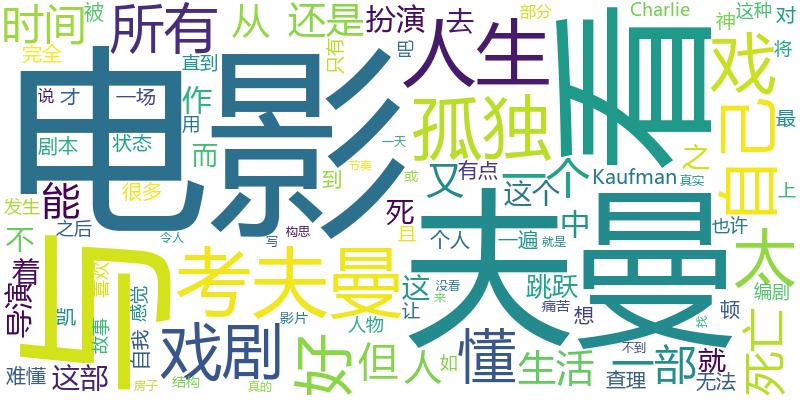 时间
被
所有
从
还是
扮演
去
部分
Charlie
神
这种
对
完全
直到
只有
吧
人生
看
戏
将
电影
说
才
一场
作
用
孤独
自己
最
剧本
状态
而
一天
之
能
很多
到
节奏
或
又
有点
一个
Kaufman
真实
上
发生
之后
不
令人
写
构思
死
且
个人
一遍
这个
就是
中
也许
太
与
考夫曼
夫曼
这
没看
来
跳跃
编剧
导演
着
凯
故事
喜欢
感觉
自我
戏剧
影片
人物
让
痛苦
想
顿
找
死亡
好
但
人
如
懂
生活
不到
一部
就
查理
无法
难懂
这部
房子
结构
真的